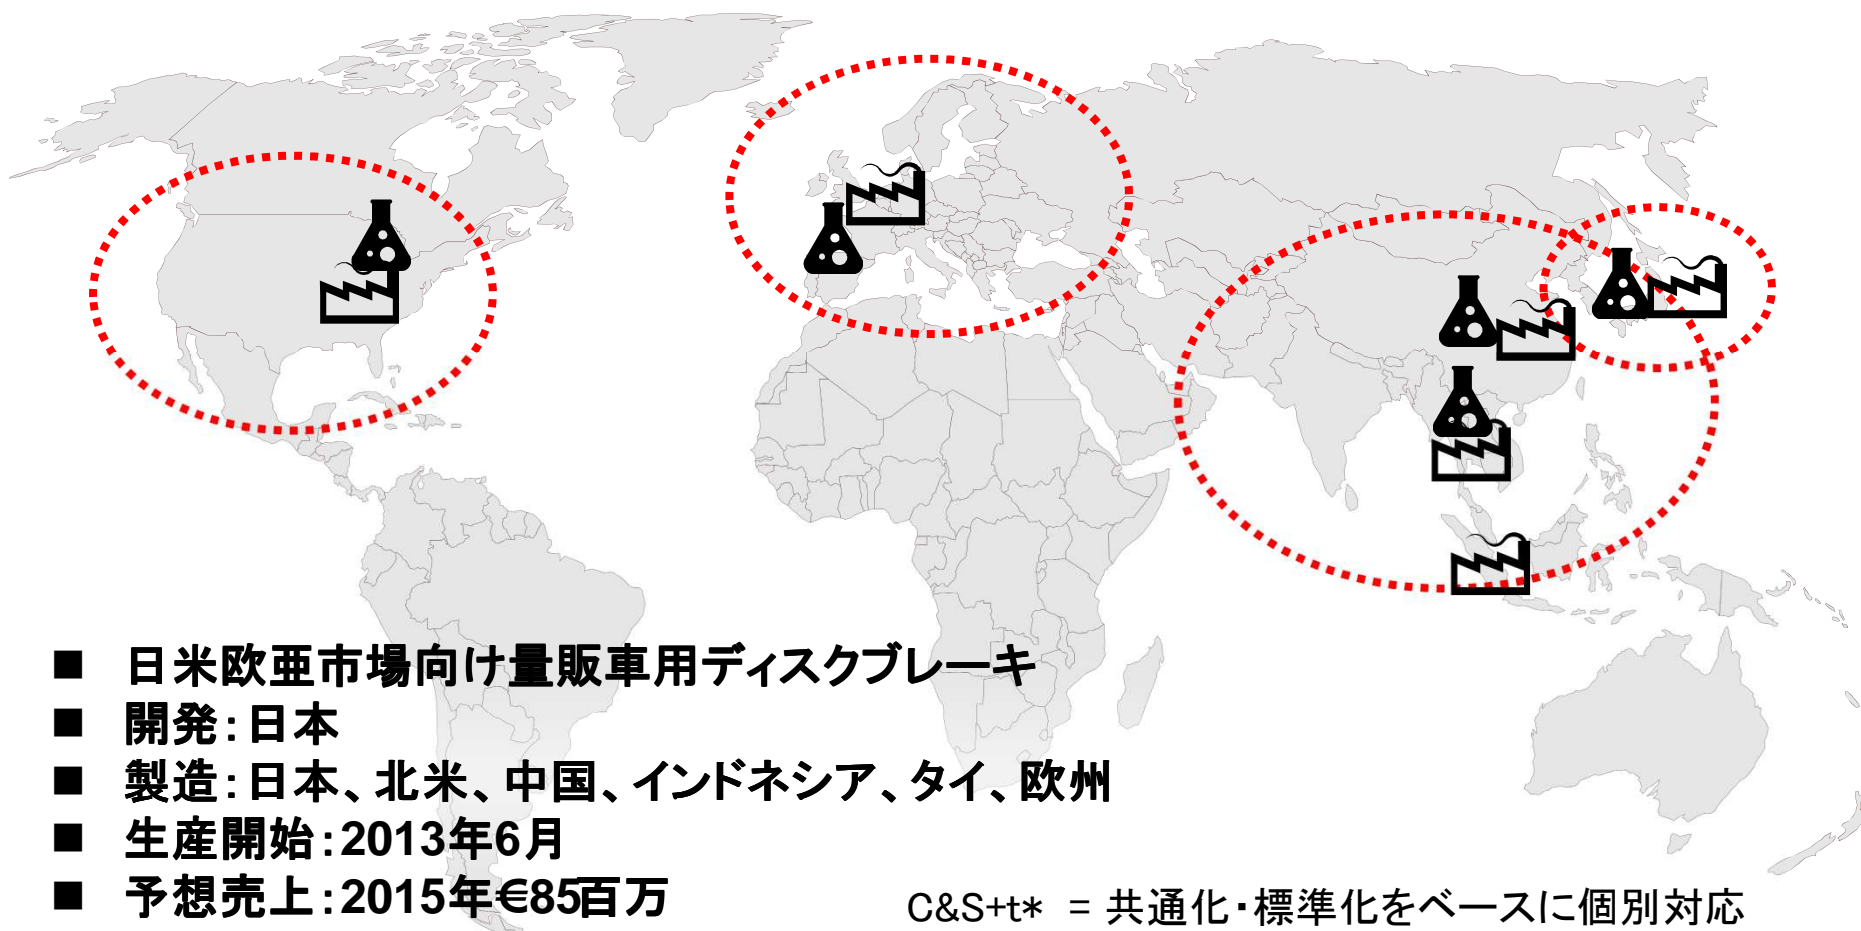 ■ 日米欧亜市場向け量販車用ディスクブレーキ
■ 開発:日本
■ 製造:日本、北米、中国、インドネシア、タイ、欧州
■ 生産開始:2013年6月
■ 予想売上:2015年€85百万
C&S+t* = 共通化・標準化をベースに個別対応